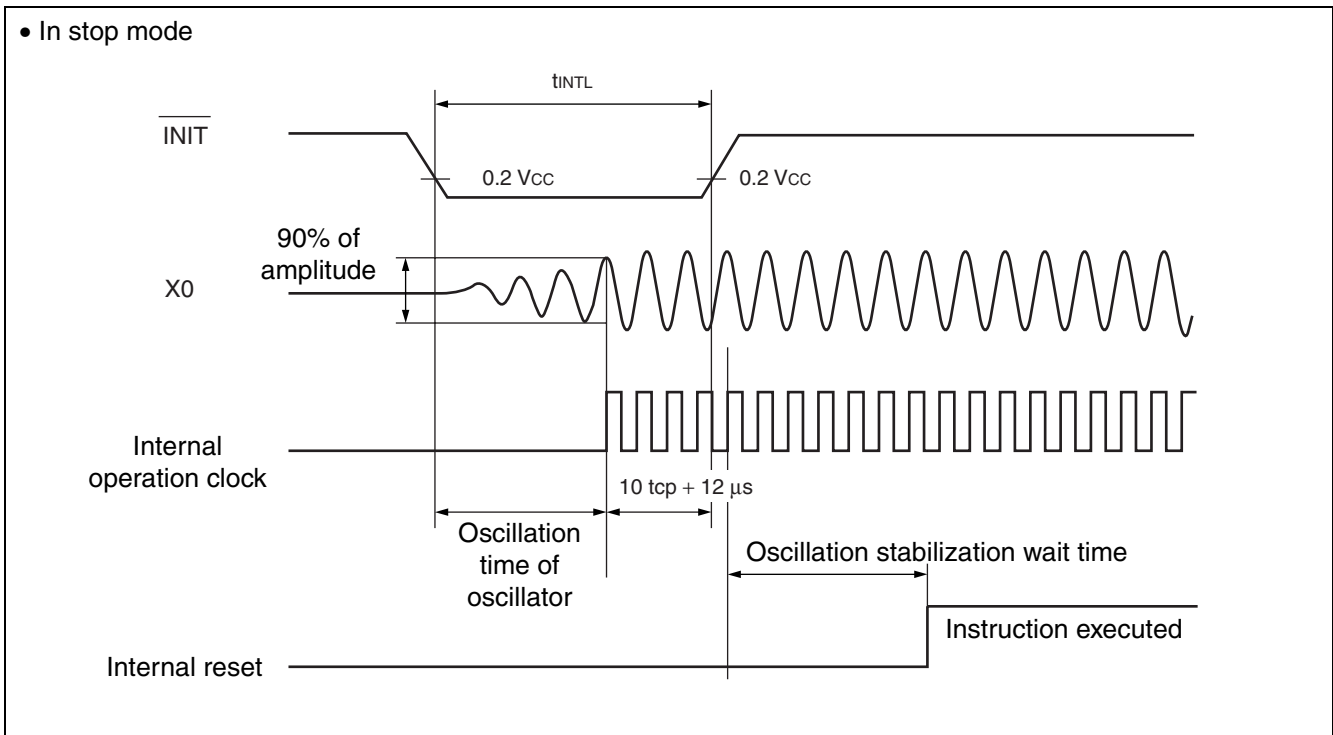 • In stop mode
tINTL
INIT
0.2 VCC
0.2 VCC
90% of
amplitude
X0
Internal
operation clock
10 tcp + 12 μs
Oscillation
time of
oscillator
Oscillation stabilization wait time
Instruction executed
Internal reset